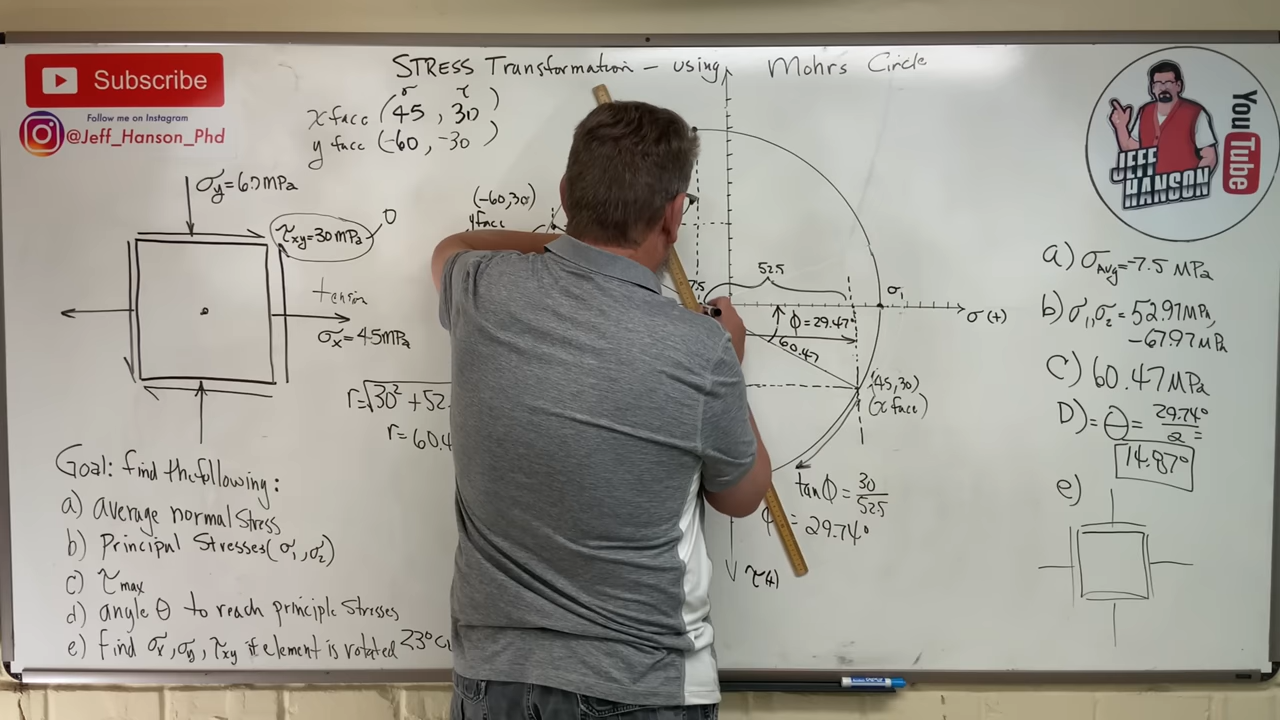 Subscribe
Follow me on Instagram
@Jeff_Hanson_Phd
STRESS Transformation - using Mohrs Circle
σ τ
x face (45, 30)
y face (-60, -30)
σy = 60 MPa
τxy = 30 MPa
0
tension
σx = 45 MPa
r = √30² + 52.
r = 60.4
Goal: find the following:
a) average normal Stress
b) Principal Stresses (σ1, σ2)
c) τmax
d) angle θ to reach principle stresses
e) find σx, σy, τxy if element is rotated 23°
(-60, 30)
y face
7.5
52.5
σ1
σ(+)
ϕ = 29.47°
60.47
(45, 30)
(x face)
tan ϕ = 30/52.5
= 29.74°
τ(+)
JEFF HANSON
YouTube
a) σAvg = -7.5 MPa
b) σ1, σ2 = 52.97 MPa,
-67.97 MPa
C) 60.47 MPa
D) = θ = 29.74°/2 =
14.87°
e)